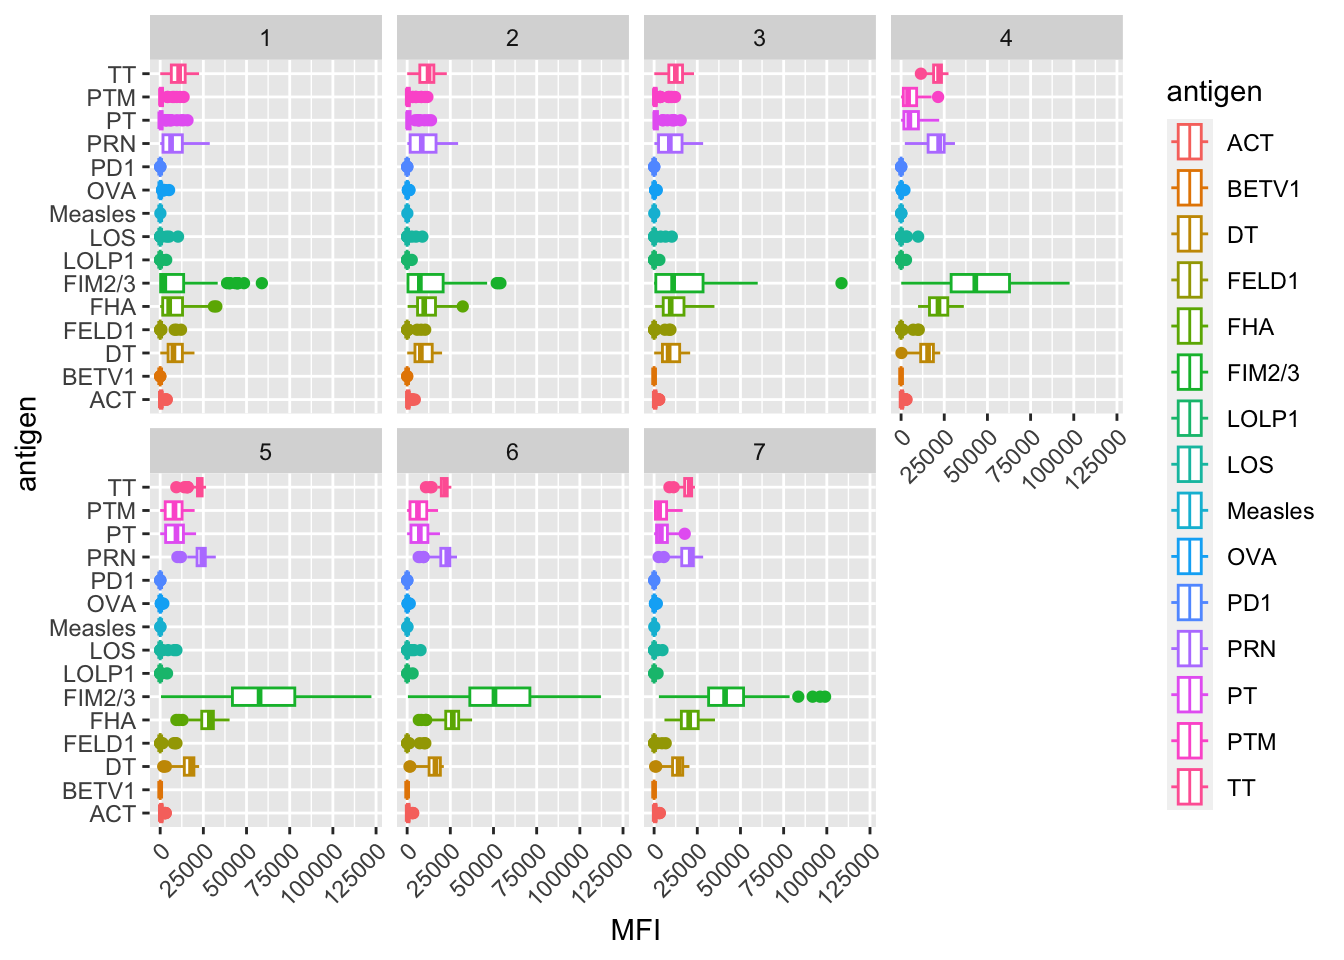 1
2
3
4
TT
PTM
PT
PRN
PD1
OVA
Measles
LOS
LOLP1
FIM2/3
FHA
FELD1
DT
BETV1
ACT
0
25000
50000
75000
100000
125000
5
6
7
TT
PTM
PT
PRN
PD1
OVA
Measles
LOS
LOLP1
FIM2/3
FHA
FELD1
DT
BETV1
ACT
0
25000
50000
75000
100000
125000
0
25000
50000
75000
100000
125000
0
25000
50000
75000
100000
125000
MFI
antigen
antigen
ACT
BETV1
DT
FELD1
FHA
FIM2/3
LOLP1
LOS
Measles
OVA
PD1
PRN
PT
PTM
TT